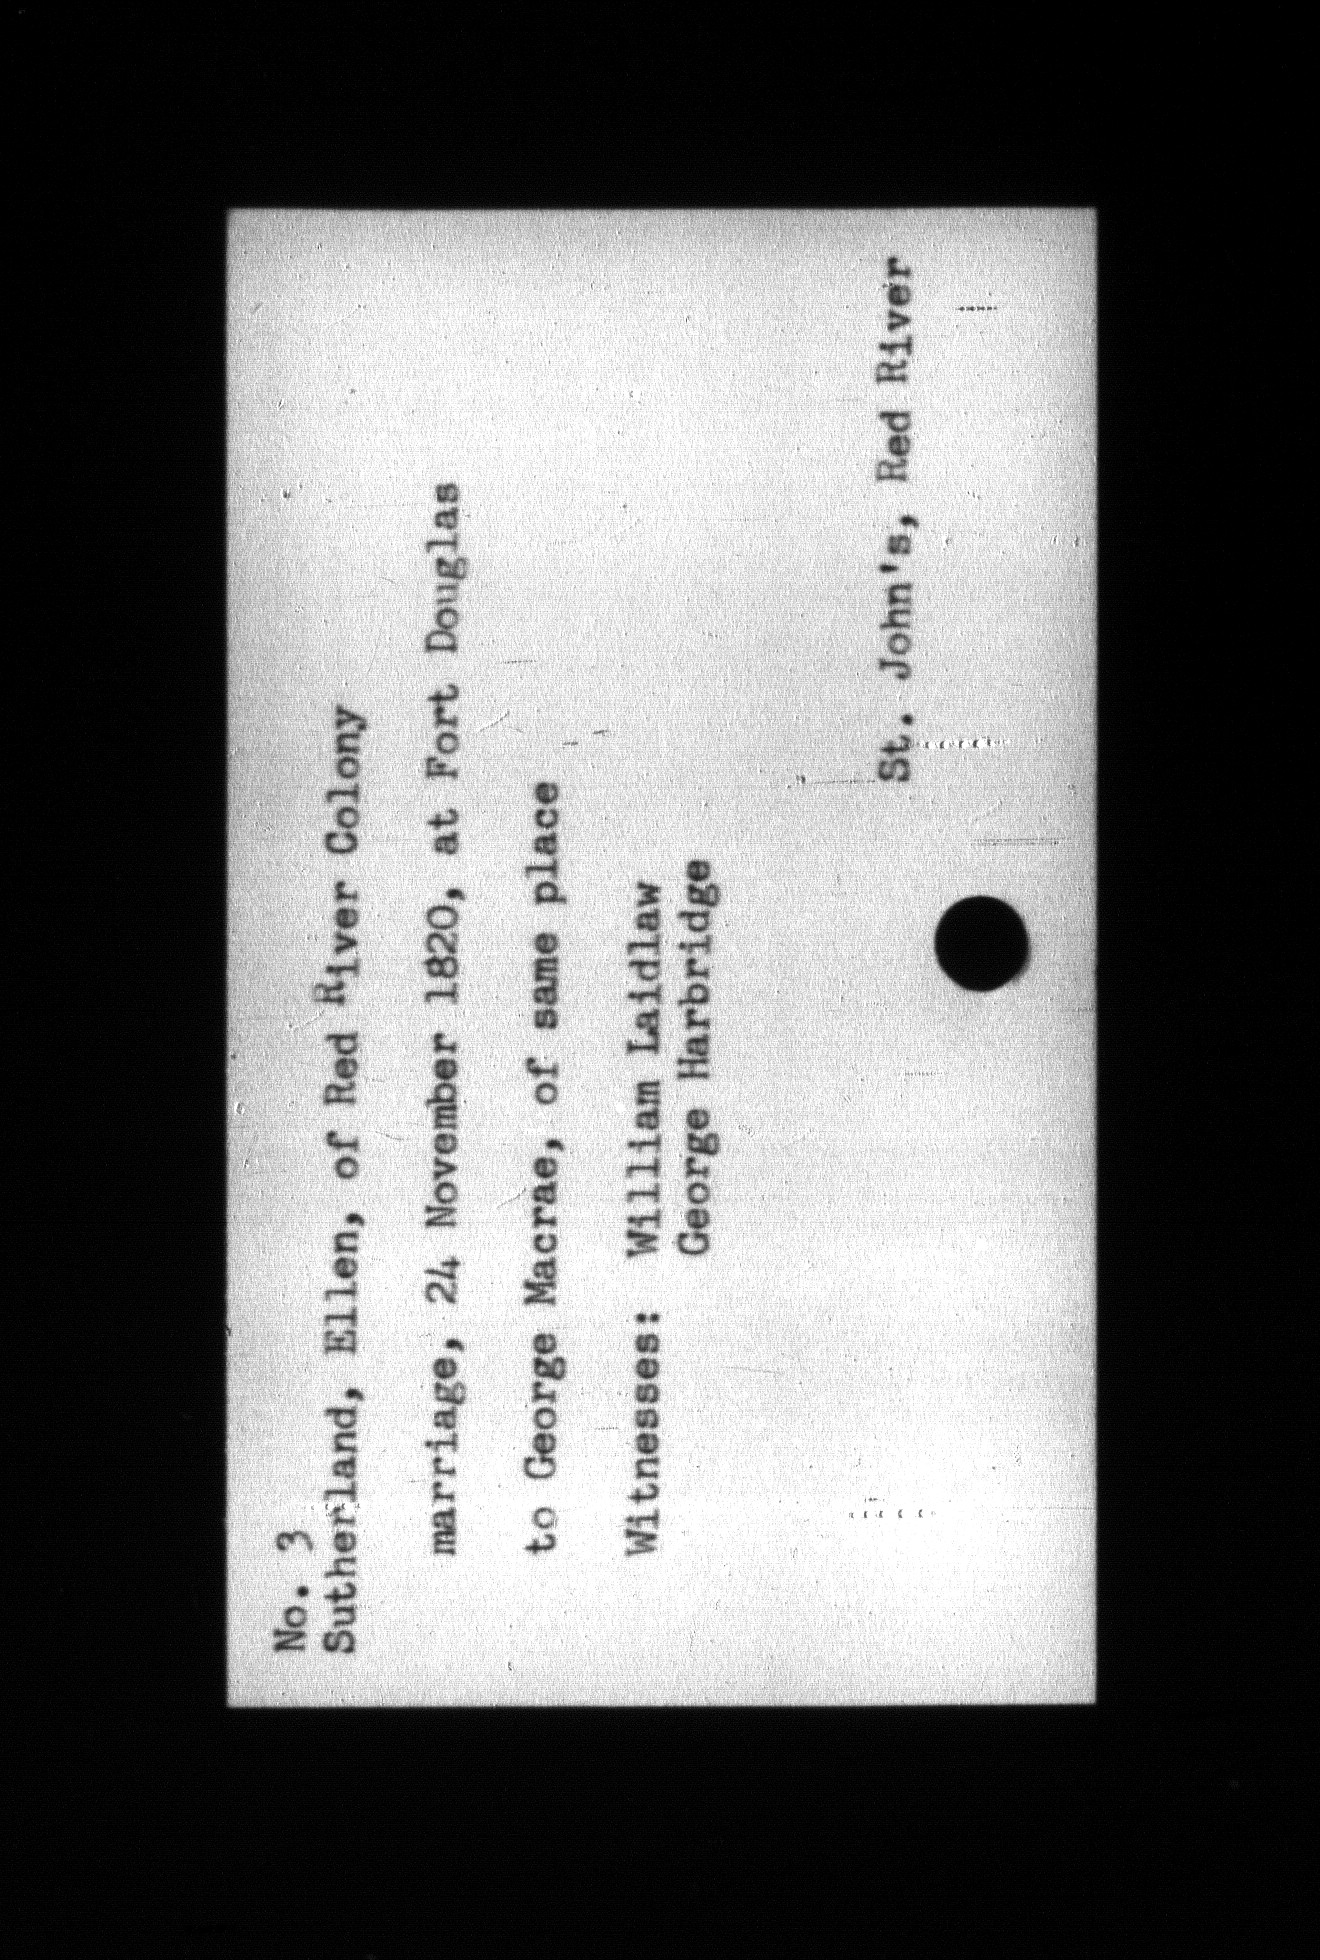 No. 3
Sutherland, Ellen, of Red River Colony
marriage, 24 November 1820, at Fort Douglas
to George Macrae, of same place
Witnesses: William Laidlaw
George Harbridge
St. John's, Red River